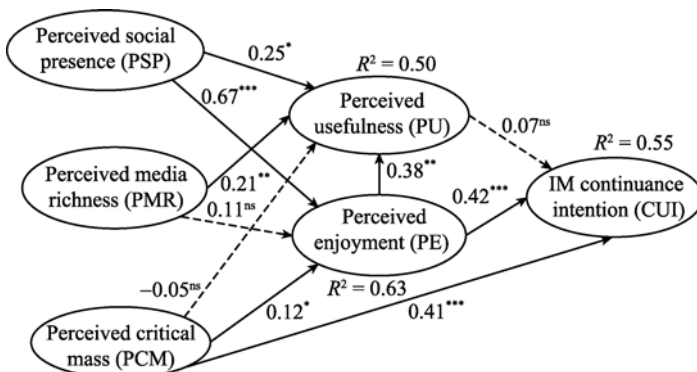 Perceived social
presence (PSP)
0.25*
R² = 0.50
0.67***
Perceived
usefulness (PU)
0.07ns
R² = 0.55
Perceived media
richness (PMR)
0.21**
0.11ns
0.38**
0.42***
IM continuance
intention (CUI)
Perceived
enjoyment (PE)
−0.05ns
R² = 0.63
0.12*
0.41***
Perceived critical
mass (PCM)